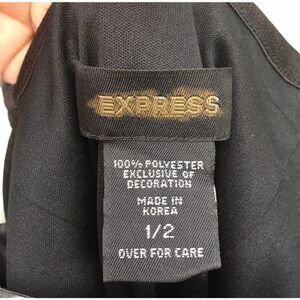 EXPRESS
100% POLYESTER
EXCLUSIVE OF
DECORATION
MADE IN
KOREA
1/2
OVER FOR CARE